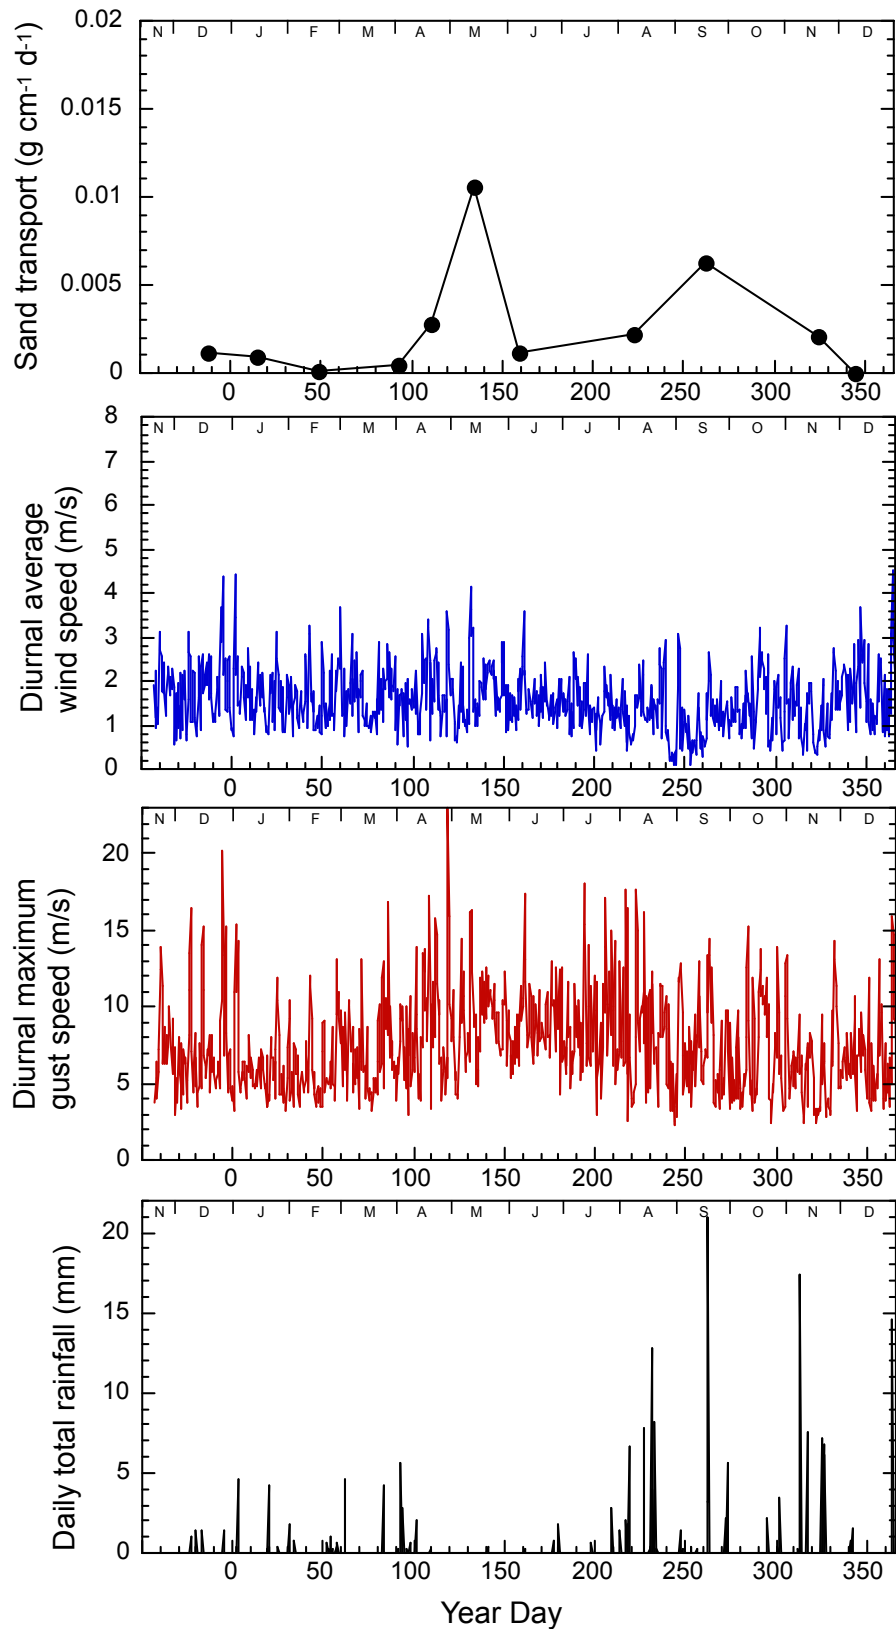 N D J F M A M J J A S O N D
0.02
0.015
0.01
0.005
0
Sand transport (g cm-1 d-1)
0 50 100 150 200 250 300 350
N D J F M A M J J A S O N D
8
7
6
5
4
3
2
1
0
Diurnal average
wind speed (m/s)
0 50 100 150 200 250 300 350
N D J F M A M J J A S O N D
20
15
10
5
0
Diurnal maximum
gust speed (m/s)
0 50 100 150 200 250 300 350
N D J F M A M J J A S O N D
20
15
10
5
0
Daily total rainfall (mm)
0 50 100 150 200 250 300 350
Year Day